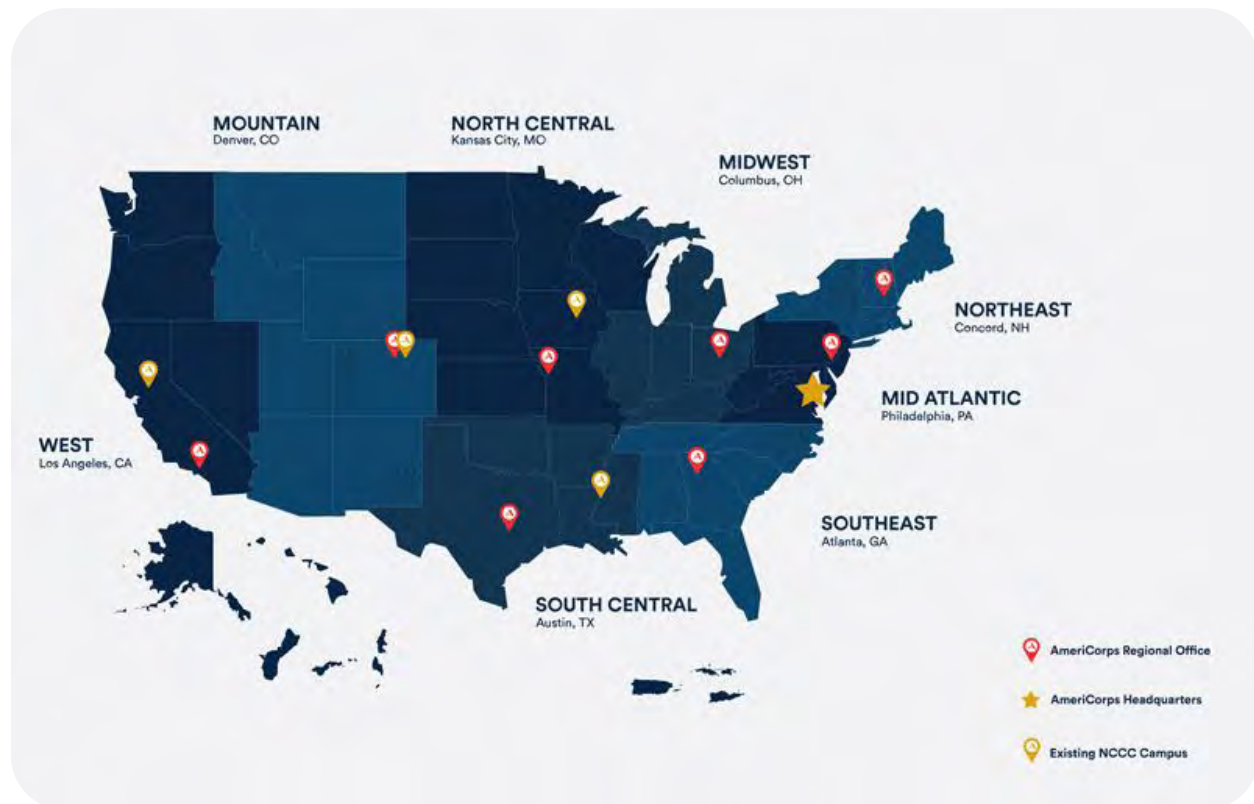 MOUNTAIN
Denver, CO
NORTH CENTRAL
Kansas City, MO
MIDWEST
Columbus, OH
NORTHEAST
Concord, NH
MID ATLANTIC
Philadelphia, PA
WEST
Los Angeles, CA
SOUTHEAST
Atlanta, GA
SOUTH CENTRAL
Austin, TX
AmeriCorps Regional Office
AmeriCorps Headquarters
Existing NCCC Campus